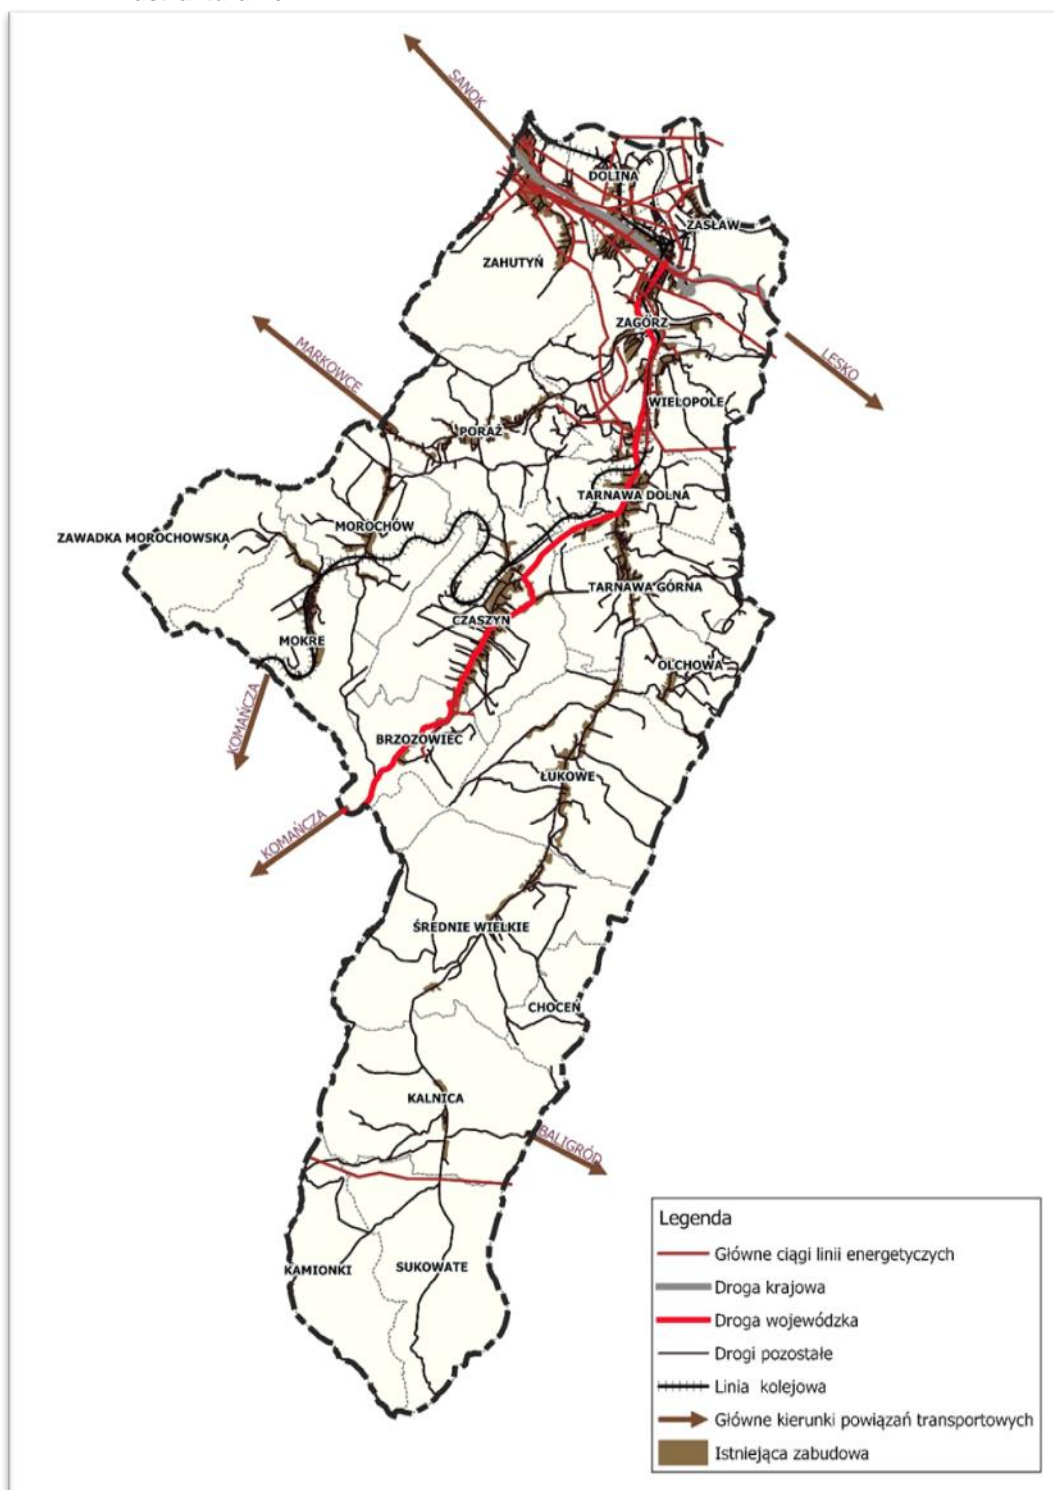 SANOK
DOLINA
ZASŁAW
ZAHUTYŃ
ZAGÓRZ
MARKOWCE
LESKO
WIELOPOLE
PORAŻ
TARNAWA DOLNA
MOROCHÓW
ZAWADKA MOROCHOWSKA
TARNAWA GÓRNA
CZASZYN
MOKRE
OLCHOWA
KOMAŃCZA
BRZOZOWIEC
ŁUKOWE
KOMAŃCZA
ŚREDNIE WIELKIE
CHOCEŃ
KALNICA
BALIGRÓD
KAMIONKI
SUKOWATE
Legenda
Główne ciągi linii energetyczych
Droga krajowa
Droga wojewódzka
Drogi pozostałe
Linia kolejowa
Główne kierunki powiązań transportowych
Istniejąca zabudowa